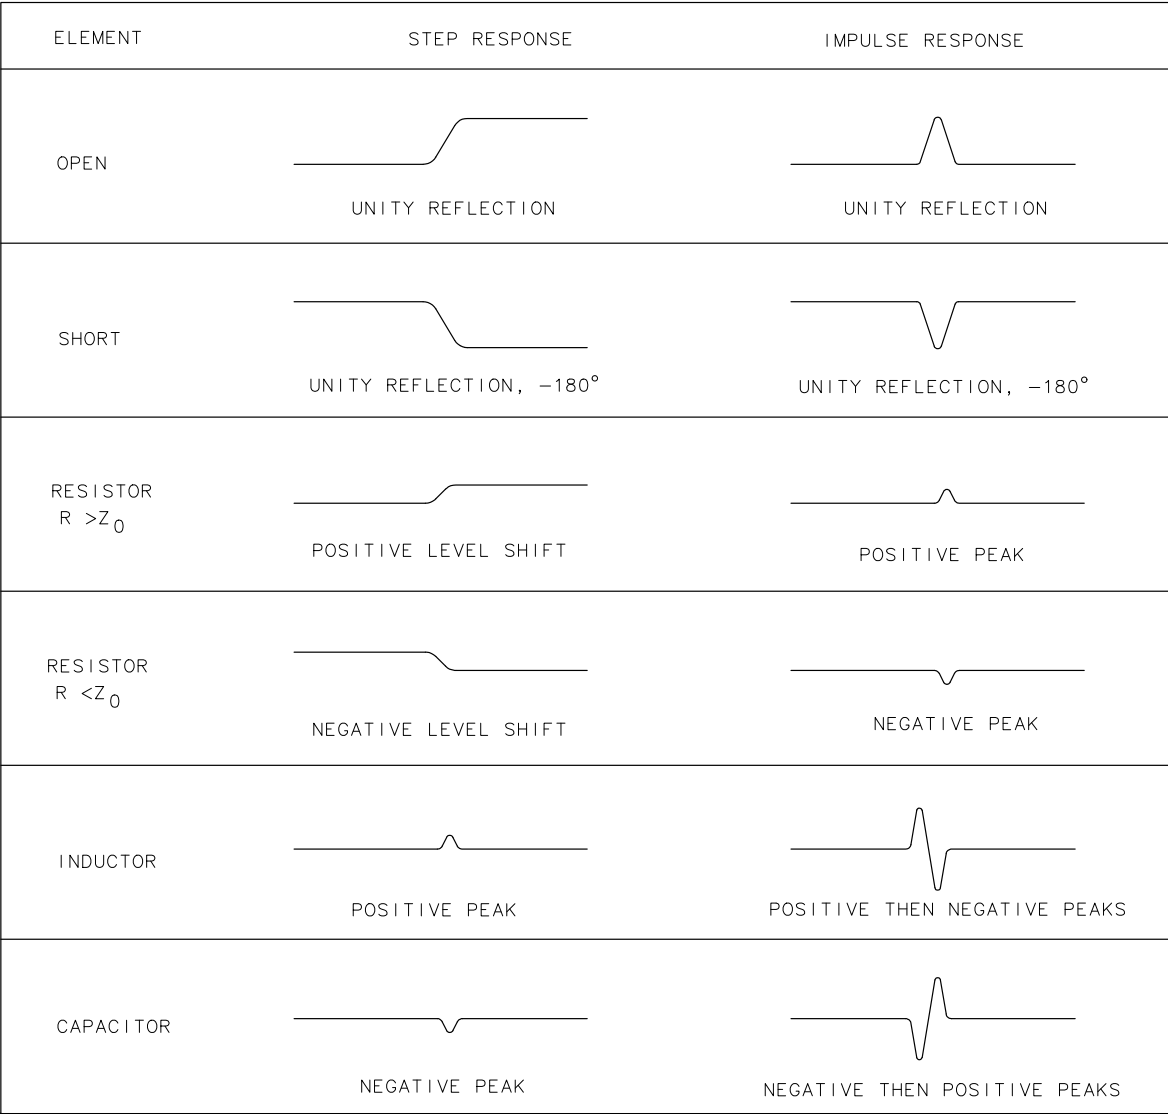 ELEMENT STEP RESPONSE IMPULSE RESPONSE
OPEN
UNITY REFLECTION UNITY REFLECTION
SHORT
UNITY REFLECTION, −180° UNITY REFLECTION, −180°
RESISTOR
R >Z0
POSITIVE LEVEL SHIFT POSITIVE PEAK
RESISTOR
R <Z0
NEGATIVE LEVEL SHIFT NEGATIVE PEAK
INDUCTOR
POSITIVE PEAK POSITIVE THEN NEGATIVE PEAKS
CAPACITOR
NEGATIVE PEAK NEGATIVE THEN POSITIVE PEAKS